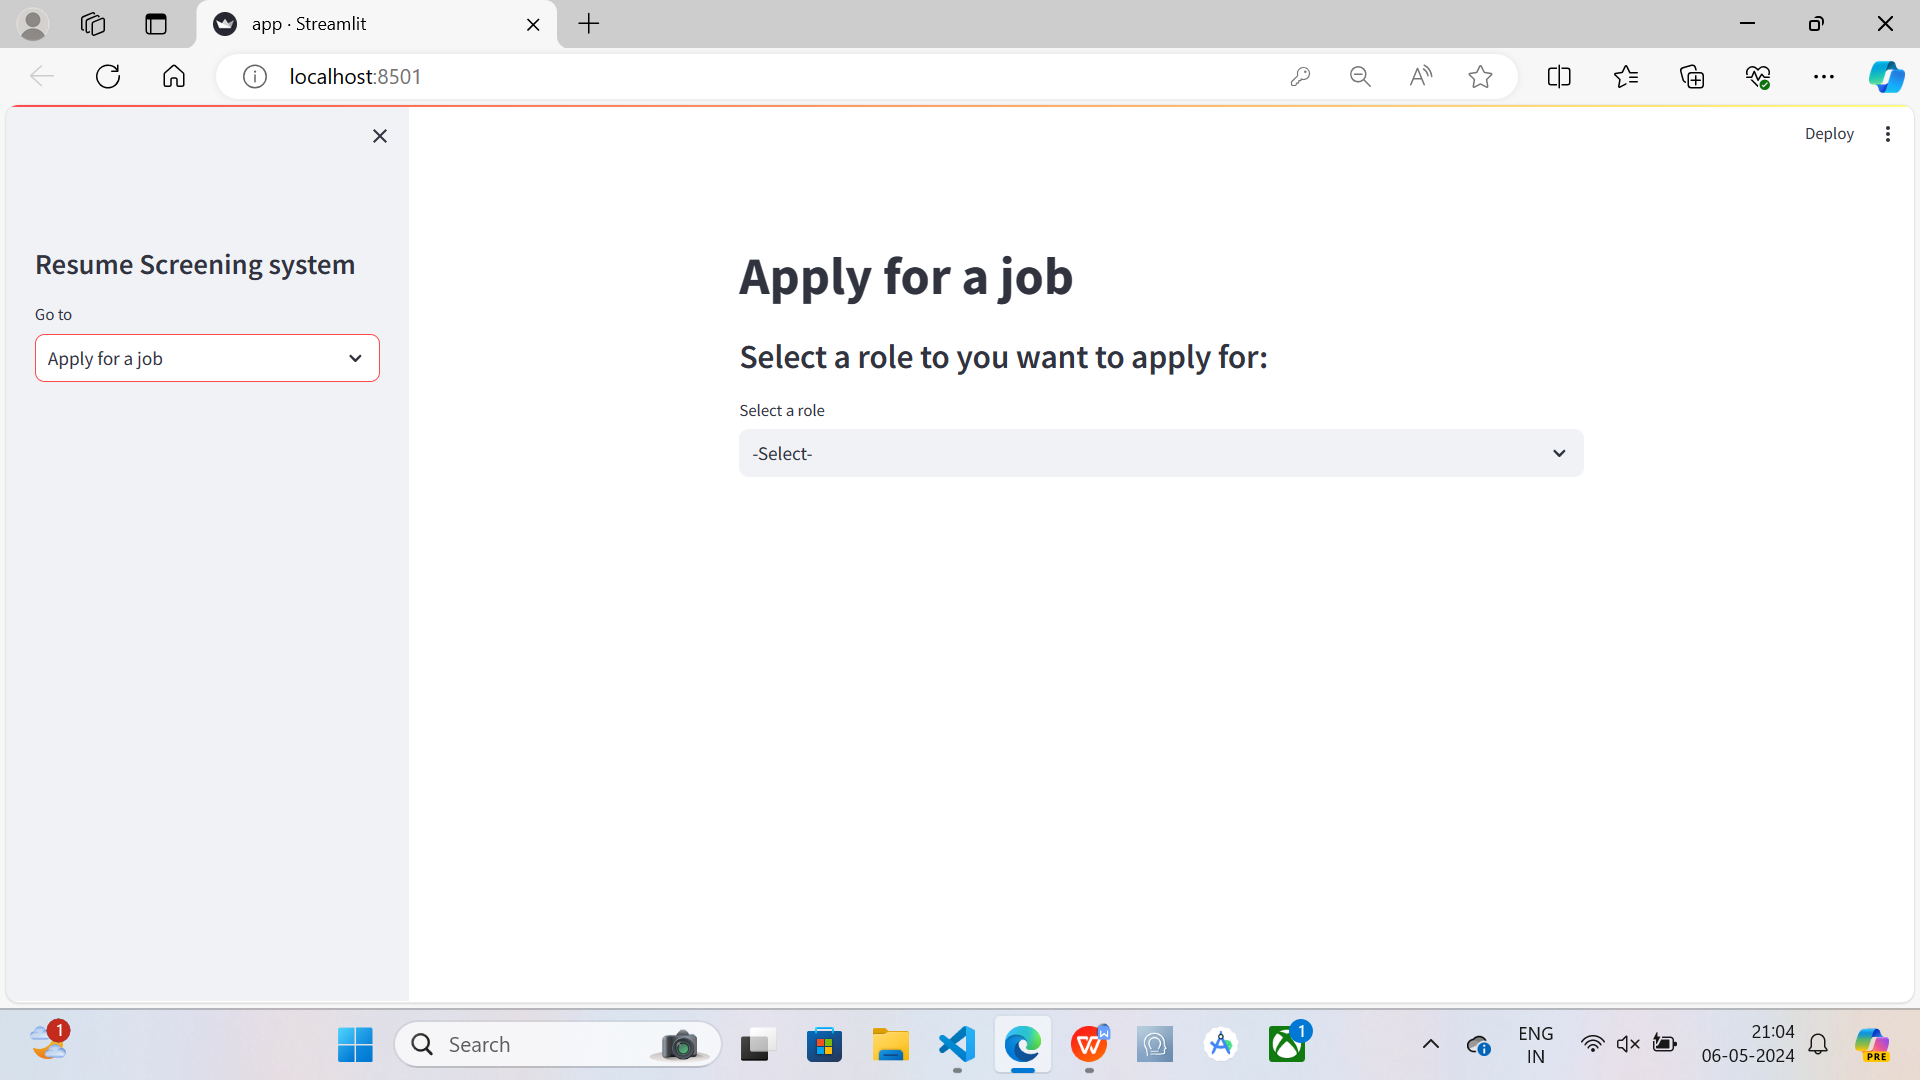 app · Streamlit
localhost:8501
Deploy
Resume Screening system
Go to
Apply for a job
Apply for a job
Select a role to you want to apply for:
Select a role
-Select-
1
Search
1
ENG
IN
21:04
06-05-2024
PRE